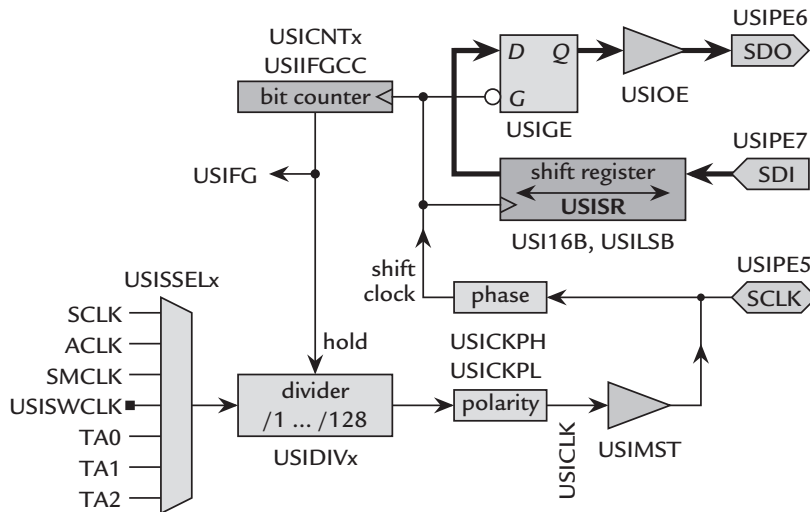 USICNTx
USIIFGCC
bit counter
D Q
G
USIGE
USIOE
USIPE6
SDO
USIPE7
SDI
shift register
USISR
USI16B, USILSB
USIFG
shift
clock
phase
USIPE5
SCLK
USISSELx
SCLK
ACLK
SMCLK
USISWCLK
TA0
TA1
TA2
hold
divider
/1 ... /128
USIDIVx
USICKPH
USICKPL
polarity
USICLK
USIMST